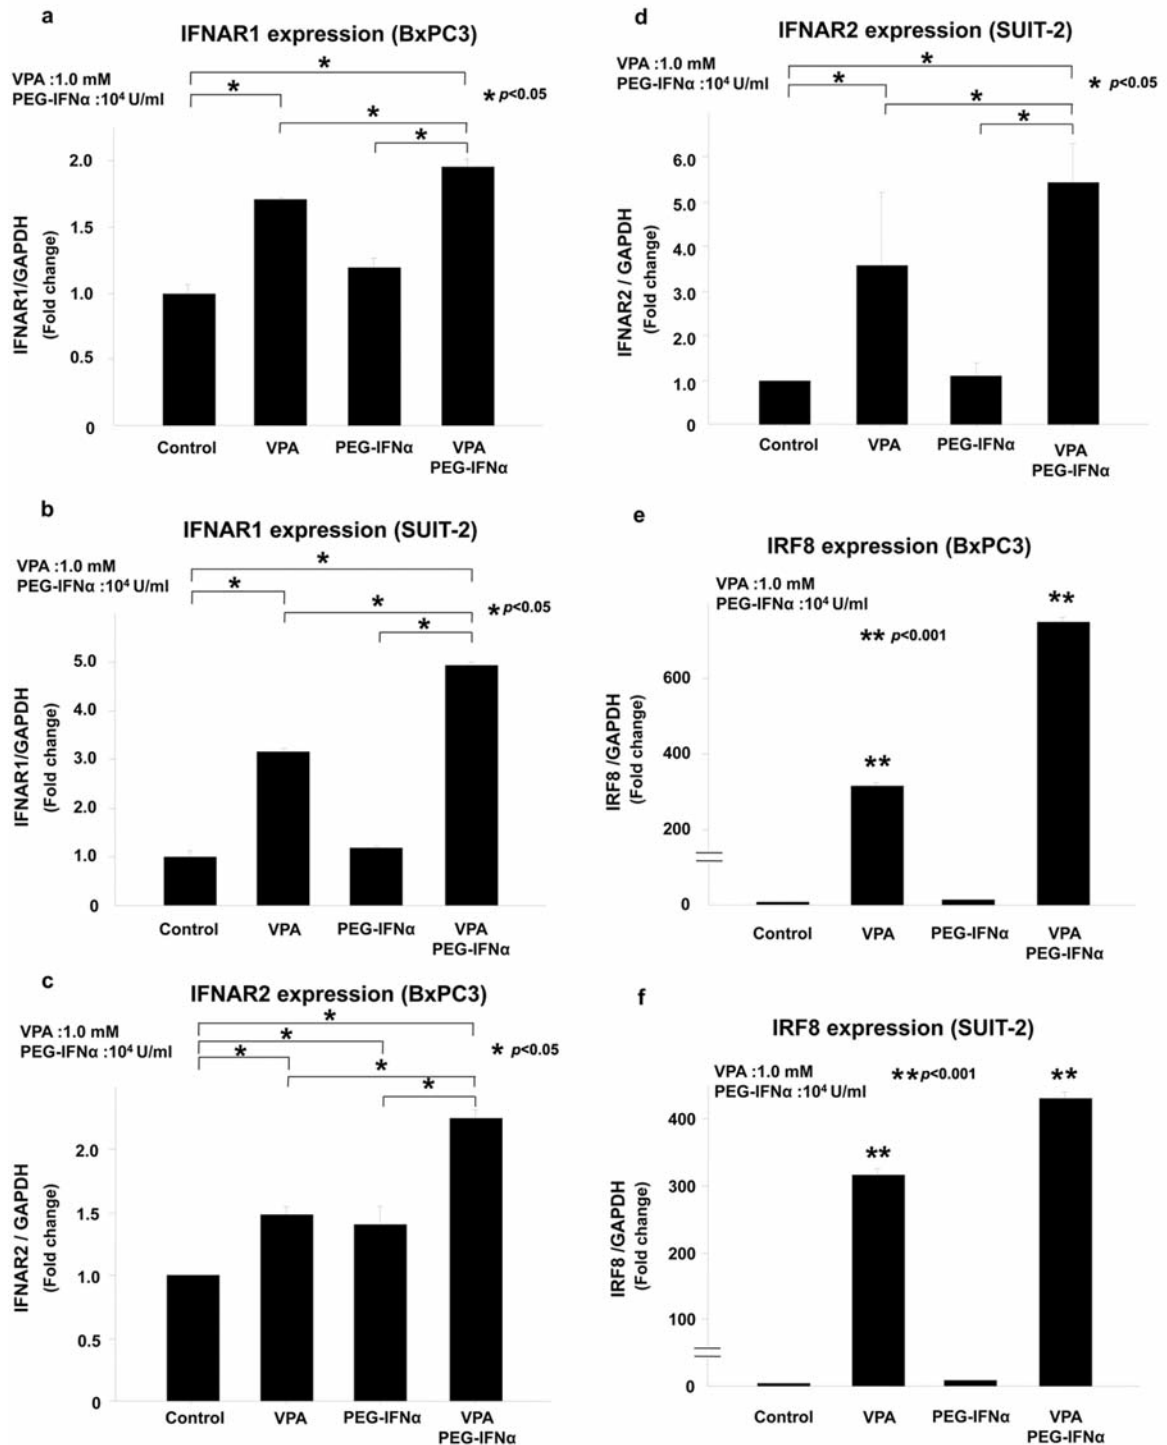 a
IFNAR1 expression (BxPC3)
VPA :1.0 mM
PEG-IFNα :10⁴ U/ml
*
*
* p<0.05
*
*
IFNAR1/GAPDH
(Fold change)
2.0
1.5
1.0
0.5
0
Control
VPA
PEG-IFNα
VPA
PEG-IFNα
b
IFNAR1 expression (SUIT-2)
VPA :1.0 mM
PEG-IFNα :10⁴ U/ml
*
*
*
* p<0.05
*
IFNAR1/GAPDH
(Fold change)
5.0
4.0
3.0
2.0
1.0
0
Control
VPA
PEG-IFNα
VPA
PEG-IFNα
c
IFNAR2 expression (BxPC3)
VPA :1.0 mM
PEG-IFNα :10⁴ U/ml
*
*
*
* p<0.05
*
*
IFNAR2 / GAPDH
(Fold change)
2.0
1.5
1.0
0.5
0
Control
VPA
PEG-IFNα
VPA
PEG-IFNα
d
IFNAR2 expression (SUIT-2)
VPA :1.0 mM
PEG-IFNα :10⁴ U/ml
*
*
* p<0.05
*
*
IFNAR2 / GAPDH
(Fold change)
6.0
5.0
4.0
3.0
2.0
1.0
0
Control
VPA
PEG-IFNα
VPA
PEG-IFNα
e
IRF8 expression (BxPC3)
VPA :1.0 mM
PEG-IFNα :10⁴ U/ml
**
** p<0.001
**
IRF8 /GAPDH
(Fold change)
600
400
200
0
Control
VPA
PEG-IFNα
VPA
PEG-IFNα
f
IRF8 expression (SUIT-2)
VPA :1.0 mM
PEG-IFNα :10⁴ U/ml
**p<0.001
**
**
IRF8 /GAPDH
(Fold change)
400
300
200
100
0
Control
VPA
PEG-IFNα
VPA
PEG-IFNα